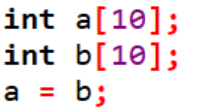 int a[10];
int b[10];
a = b;